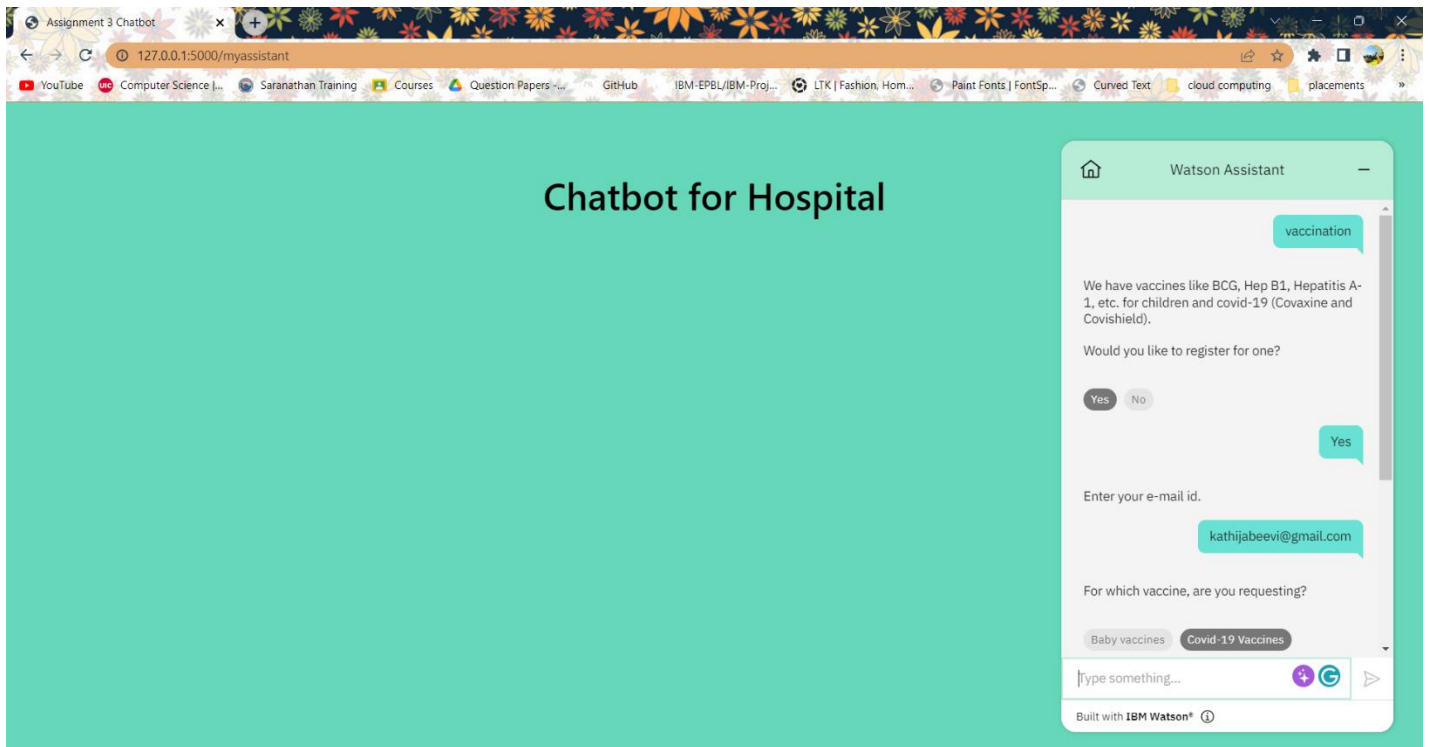 Assignment 3 Chatbot
127.0.0.1:5000/myassistant
YouTube Computer Science |... Saranathan Training Courses Question Papers -... GitHub IBM-EPBL/IBM-Proj... LTK | Fashion, Hom... Paint Fonts | FontSp... Curved Text cloud computing placements »
Chatbot for Hospital
Watson Assistant
vaccination
We have vaccines like BCG, Hep B1, Hepatitis A-
1, etc. for children and covid-19 (Covaxine and
Covishield).
Would you like to register for one?
Yes No
Yes
Enter your e-mail id.
kathijabeevi@gmail.com
For which vaccine, are you requesting?
Baby vaccines Covid-19 Vaccines
Type something...
Built with IBM Watson®